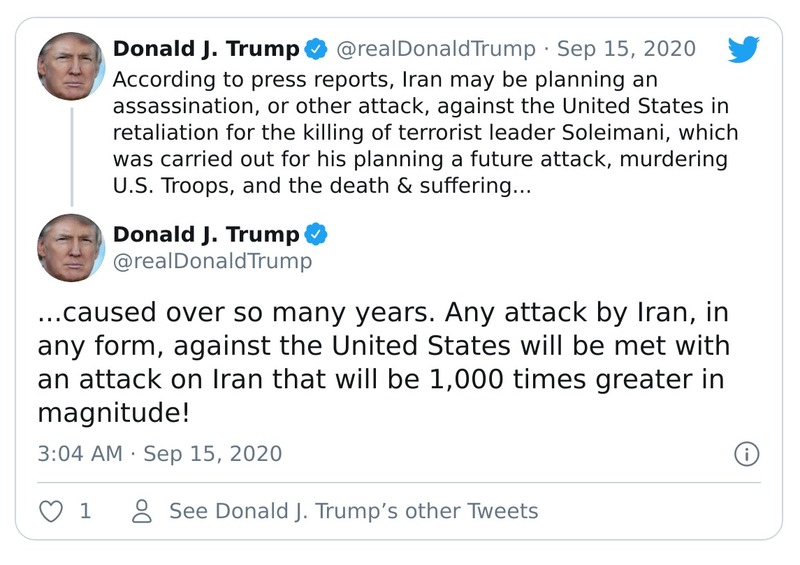 Donald J. Trump @realDonaldTrump · Sep 15, 2020
According to press reports, Iran may be planning an
assassination, or other attack, against the United States in
retaliation for the killing of terrorist leader Soleimani, which
was carried out for his planning a future attack, murdering
U.S. Troops, and the death & suffering...
Donald J. Trump
@realDonaldTrump
...caused over so many years. Any attack by Iran, in
any form, against the United States will be met with
an attack on Iran that will be 1,000 times greater in
magnitude!
3:04 AM · Sep 15, 2020
1 See Donald J. Trump’s other Tweets